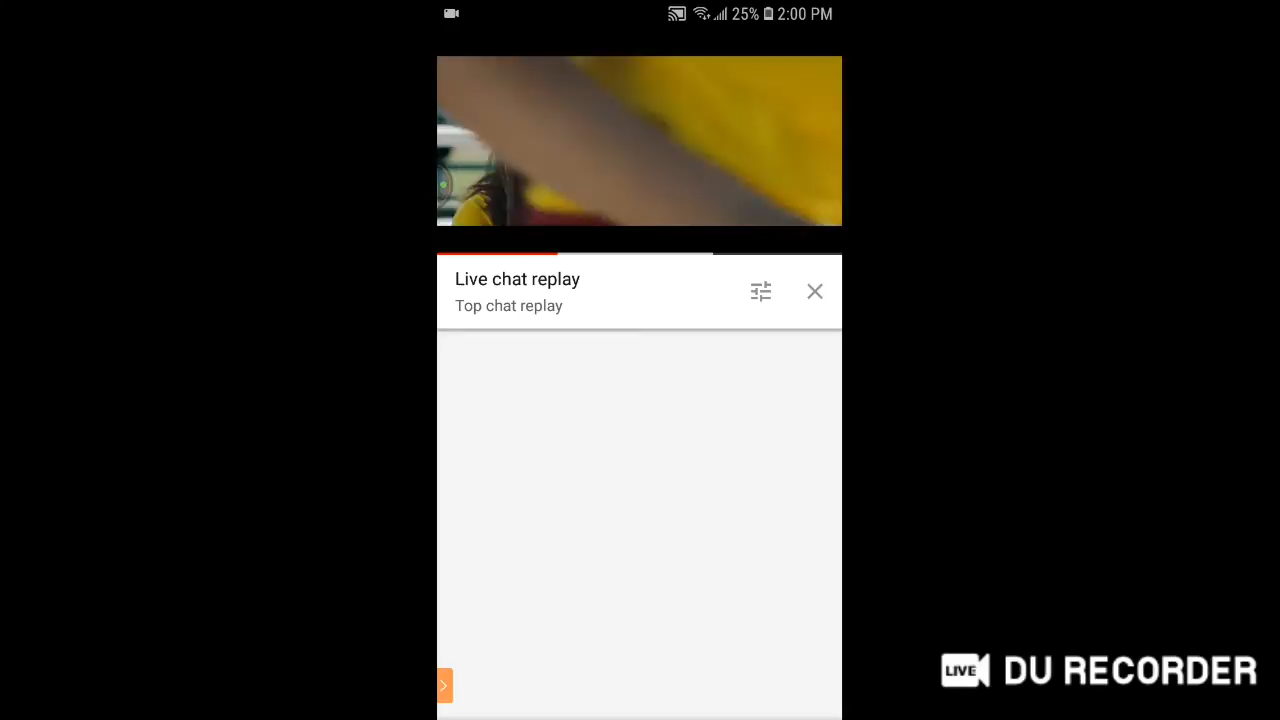 25% 2:00 PM
Live chat replay
Top chat replay
LIVE DU RECORDER